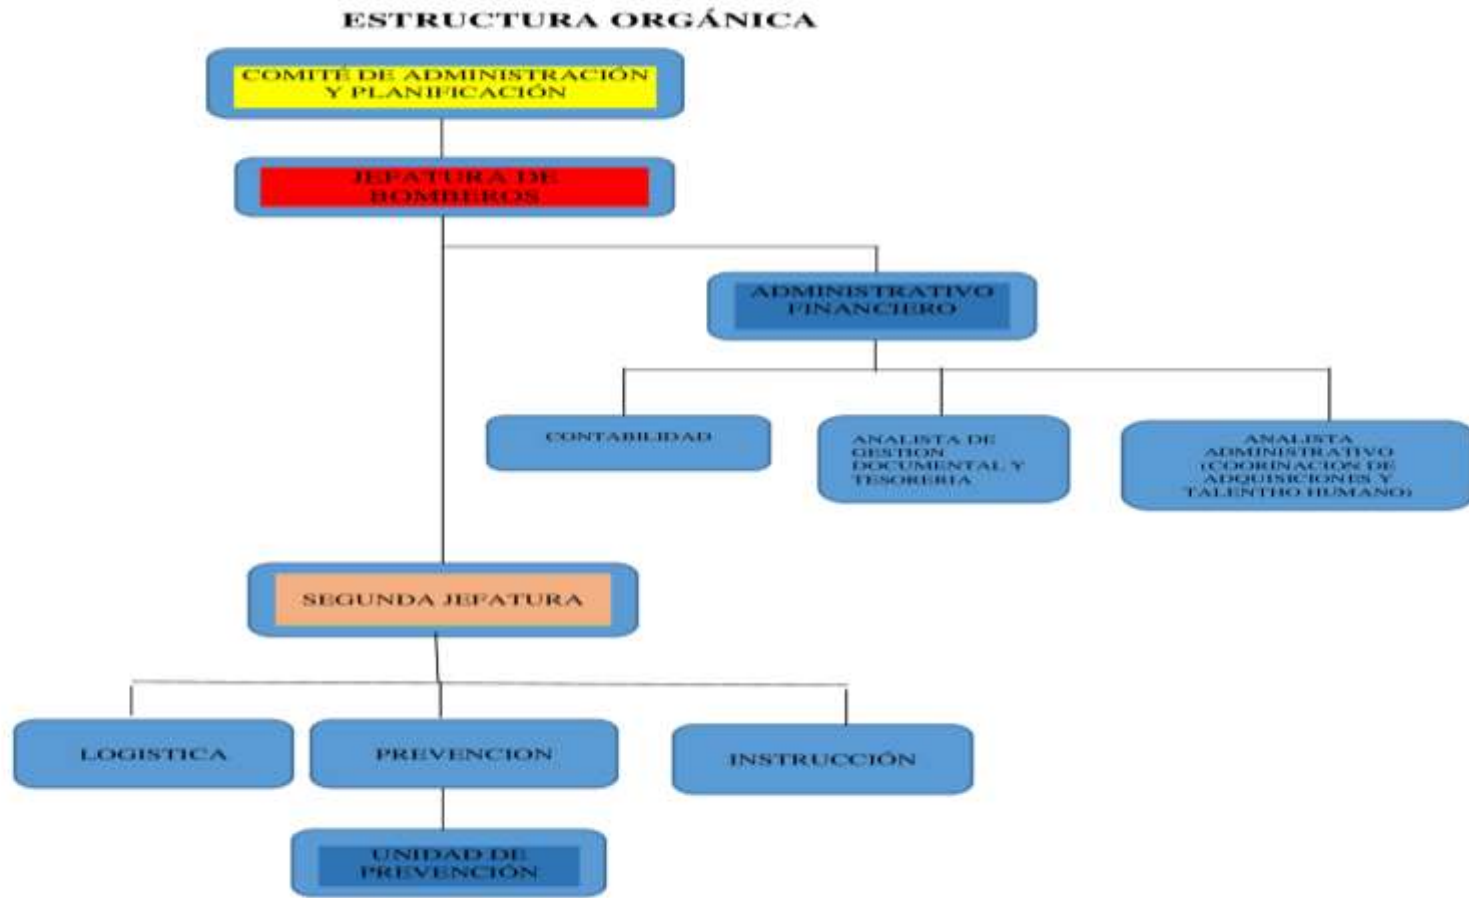 ESTRUCTURA ORGÁNICA
COMITÉ DE ADMINISTRACIÓN
Y PLANIFICACIÓN
JEFATURA DE
BOMBEROS
ADMINISTRATIVO
FINANCIERO
CONTABILIDAD
ANALISTA DE
GESTION
DOCUMENTAL Y
TESORERIA
ANALISTA
ADMINISTRATIVO
(COORINACION DE
ADQUISICIONES Y
TALENTHO HUMANO)
SEGUNDA JEFATURA
LOGISTICA
PREVENCION
INSTRUCCIÓN
UNIDAD DE
PREVENCIÓN